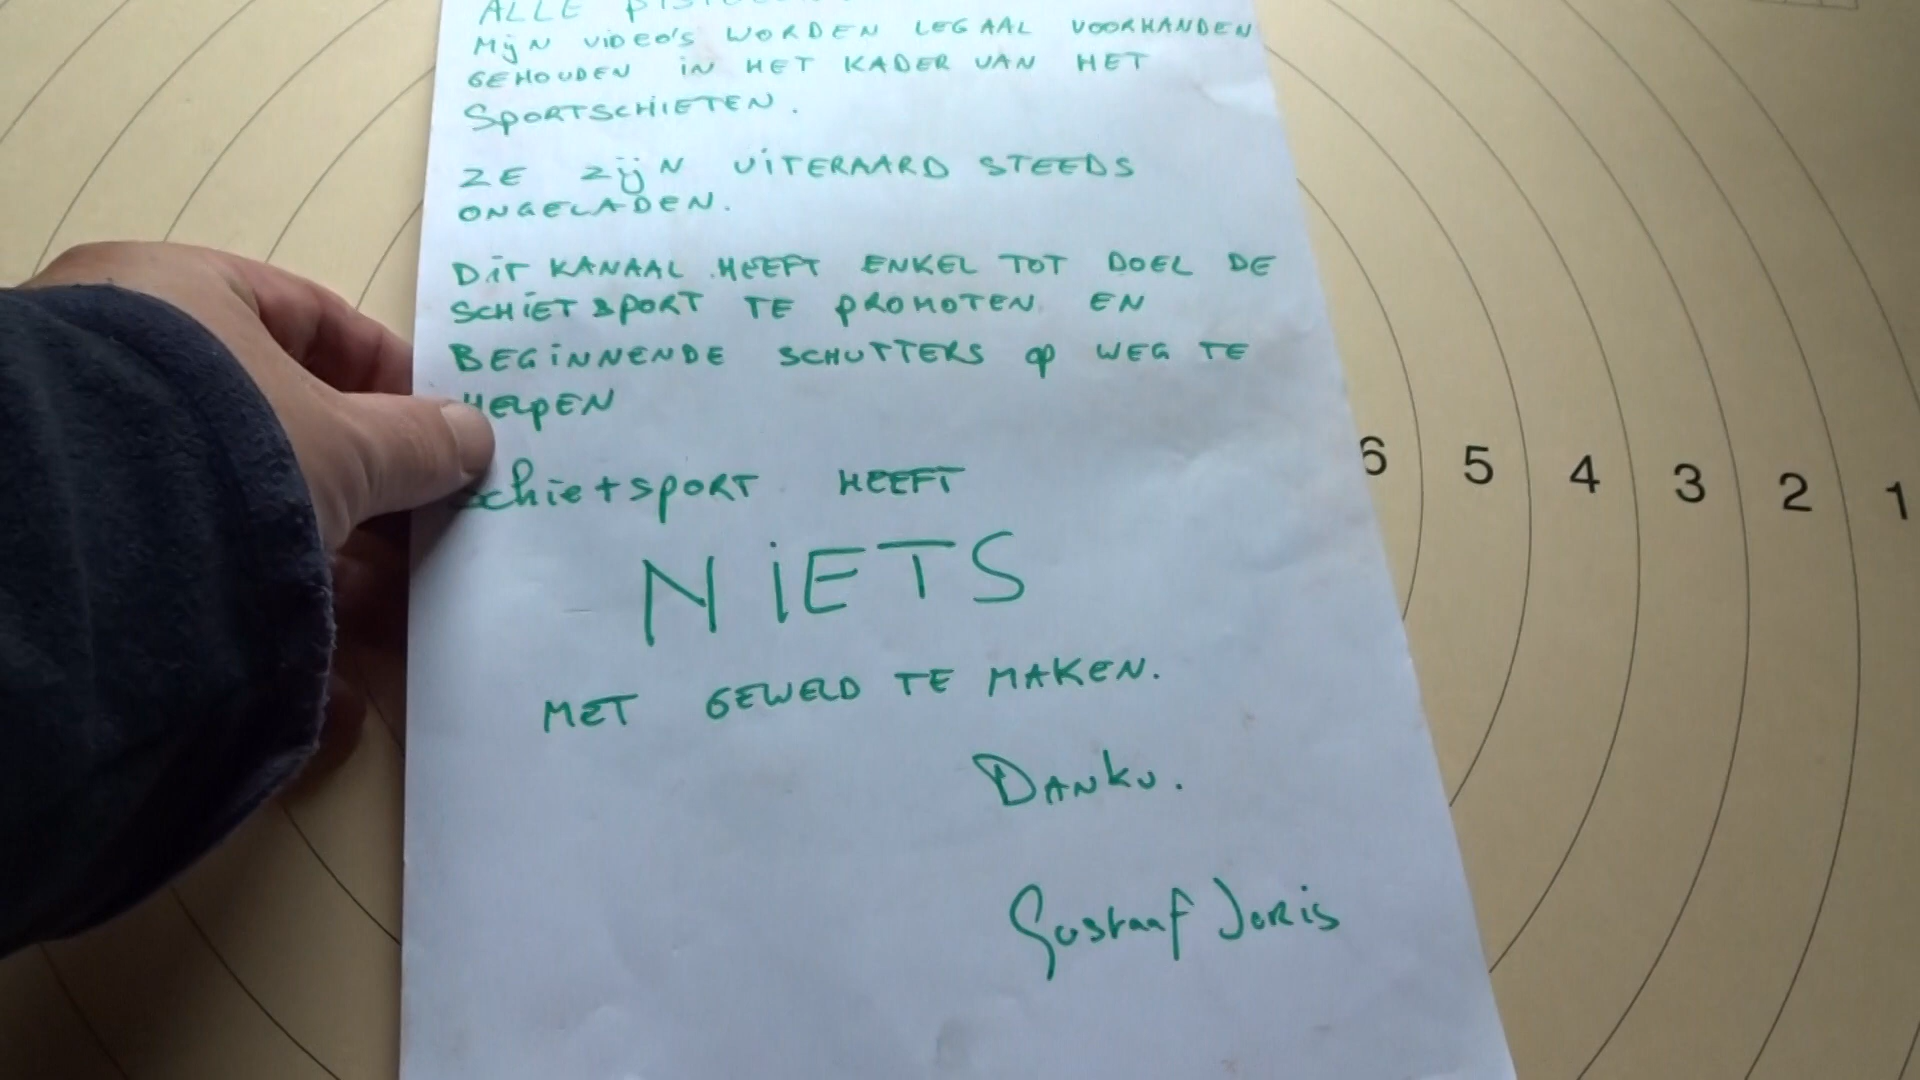 ALLE
MijN ViDEO'S WORDEN LEGAAL VOORHANDEN
GEHOUDEN iN HET KADER VAN HET
SPORTSCHIETEN.
ZE ZijN UiTERAARD STEEDS
ONGELADEN.
DiT KANAAL HEEFT ENKEL TOT DOEL DE
SCHiETSPORT TE PROMOTEN EN
BEGiNNENDE SCHUTTERS OP WEG TE
HELPEN
SchietSPORT HEEFT
NiETS
MET GEWELD TE MAKEN.
DANKU.
Gustaaf JORiS
6 5 4 3 2 1